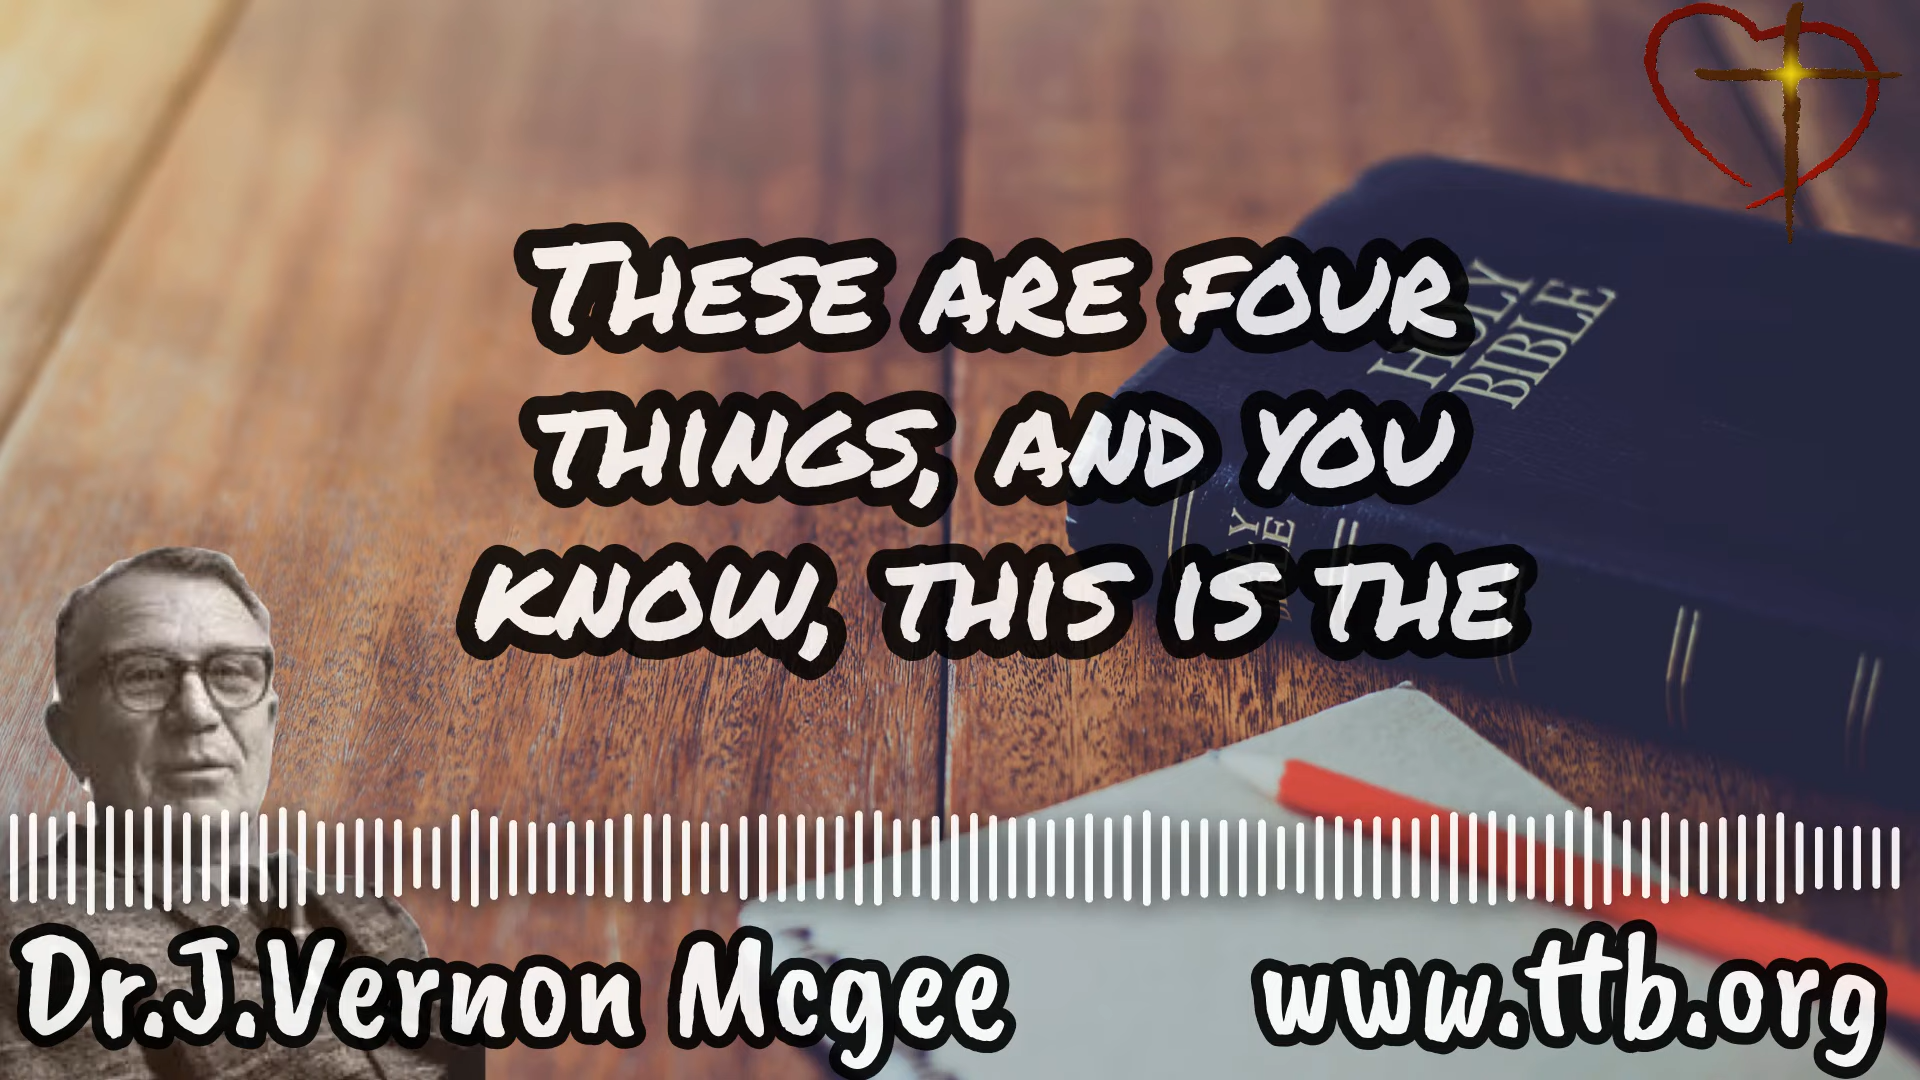 These are four
things, and you
know, this is the
HOLY
BIBLE
Dr.J.Vernon Mcgee
www.ttb.org